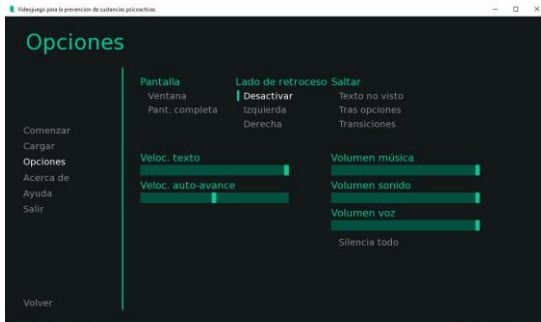 Videojuego para la prevencion de sustancias psicoactivas
Opciones
Comenzar
Cargar
Opciones
Acerca de
Ayuda
Salir
Volver
Pantalla
Ventana
Pant. completa
Lado de retroceso
Desactivar
Izquierda
Derecha
Saltar
Texto no visto
Tras opciones
Transiciones
Veloc. texto
Veloc. auto-avance
Volumen música
Volumen sonido
Volumen voz
Silencia todo